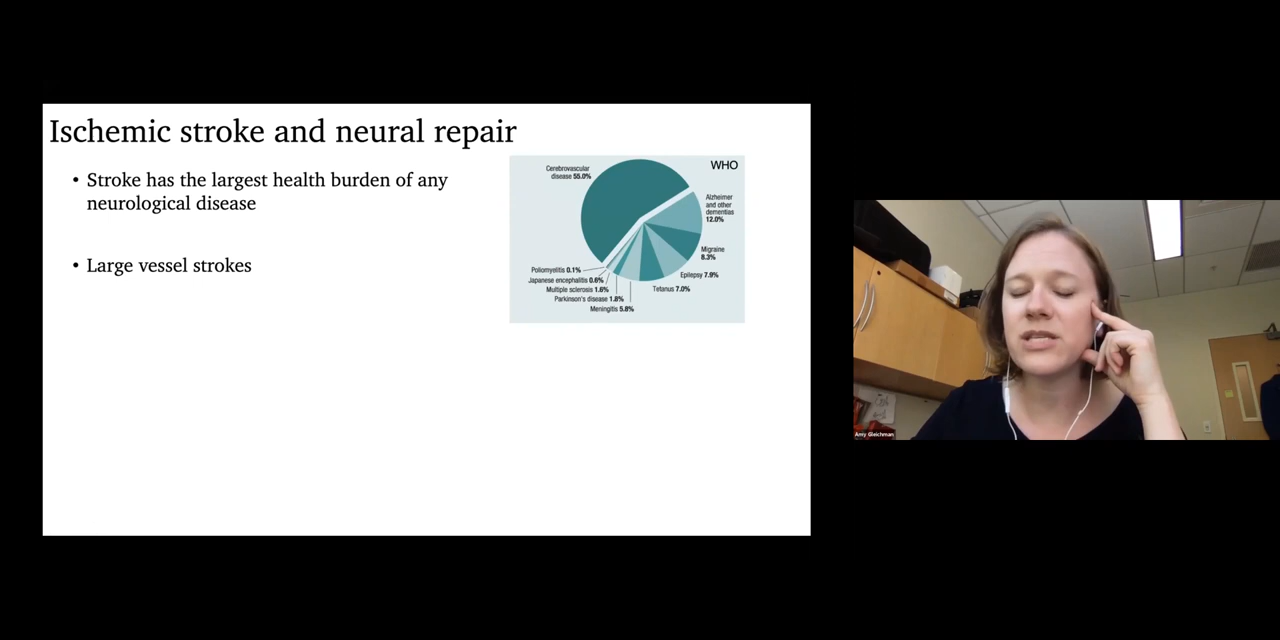 Ischemic stroke and neural repair
• Stroke has the largest health burden of any
neurological disease
• Large vessel strokes
WHO
Cerebrovascular
disease 55.0%
Alzheimer
and other
dementias
12.0%
Migraine
8.3%
Epilepsy 7.9%
Tetanus 7.0%
Meningitis 5.8%
Parkinson's disease 1.8%
Multiple sclerosis 1.6%
Japanese encephalitis 0.6%
Poliomyelitis 0.1%
Amy Gleichman